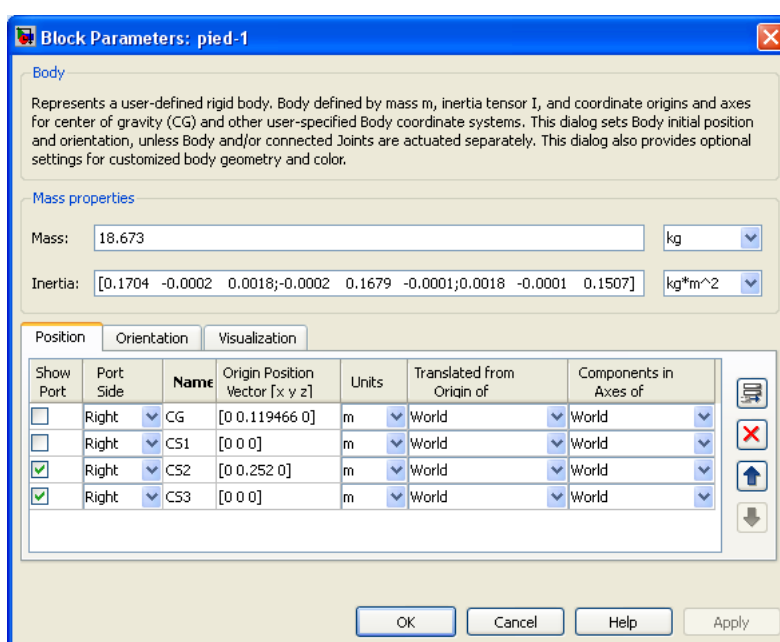 Block Parameters: pied-1
Body
Represents a user-defined rigid body. Body defined by mass m, inertia tensor I, and coordinate origins and axes
for center of gravity (CG) and other user-specified Body coordinate systems. This dialog sets Body initial position
and orientation, unless Body and/or connected Joints are actuated separately. This dialog also provides optional
settings for customized body geometry and color.
Mass properties
Mass: 18.673 kg
Inertia: [0.1704 -0.0002 0.0018;-0.0002 0.1679 -0.0001;0.0018 -0.0001 0.1507] kg*m^2
Position Orientation Visualization
Show Port Origin Position Translated from Components in
Port Side Name Vector [x y z] Units Origin of Axes of
Right CG [0 0.119466 0] m World World
Right CS1 [0 0 0] m World World
Right CS2 [0 0.252 0] m World World
Right CS3 [0 0 0] m World World
OK Cancel Help Apply